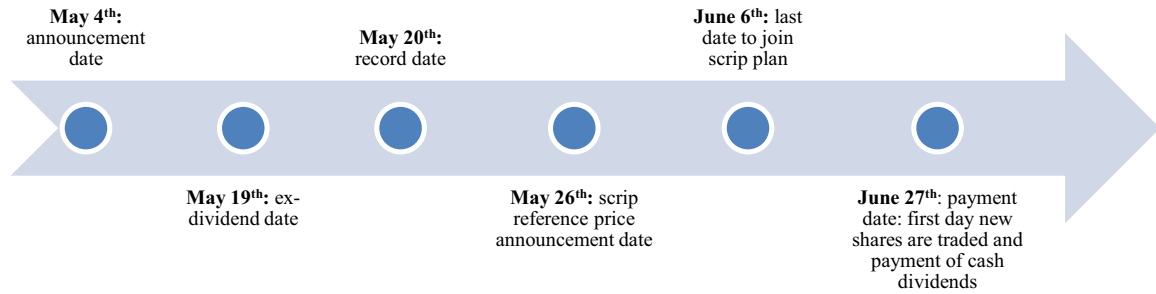 May 4th:
announcement
date
May 19th: ex-
dividend date
May 20th:
record date
May 26th: scrip
reference price
announcement date
June 6th: last
date to join
scrip plan
June 27th: payment
date: first day new
shares are traded and
payment of cash
dividends